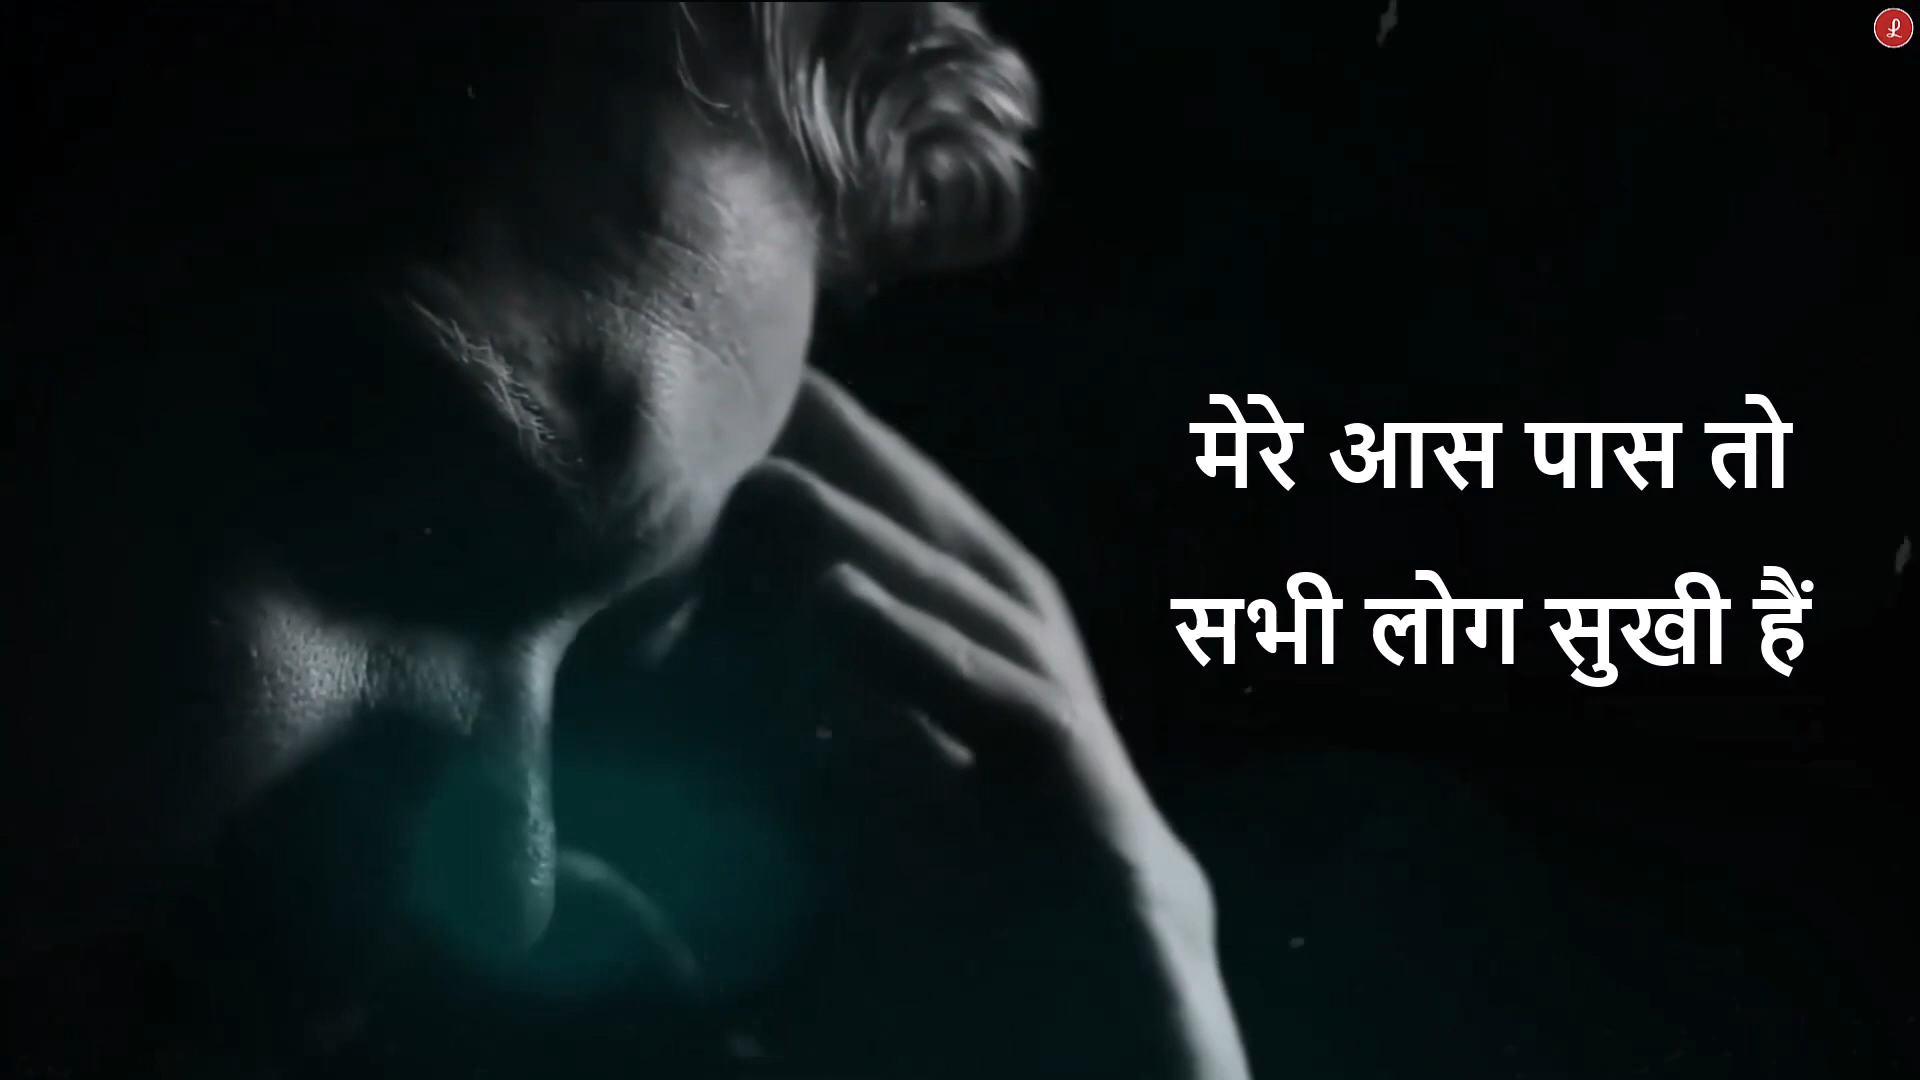 मेरे आस पास तो
सभी लोग सुखी हैं